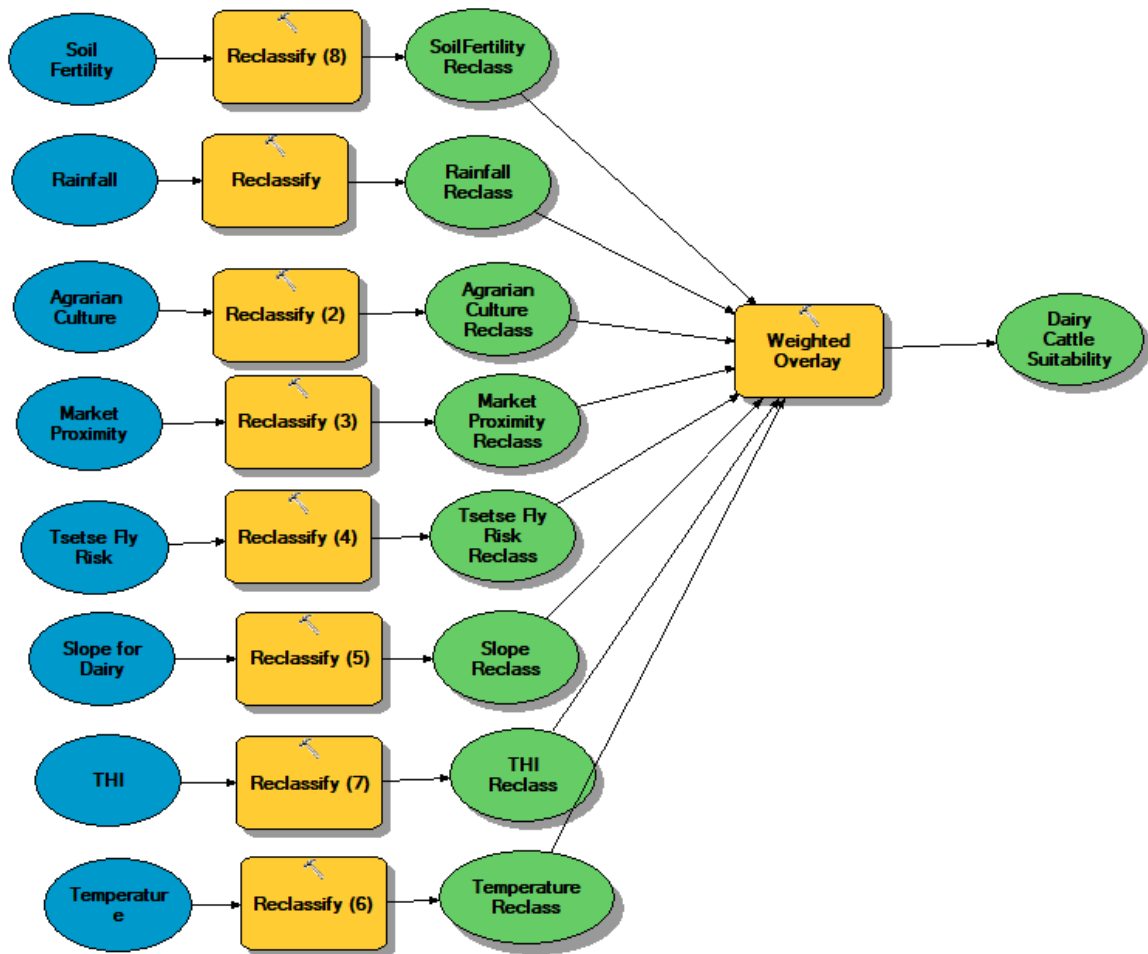 Soil
Fertility
Reclassify (8)
Soil Fertility
Reclass
Rainfall
Reclassify
Rainfall
Reclass
Agrarian
Culture
Reclassify (2)
Agrarian
Culture
Reclass
Market
Proximity
Reclassify (3)
Market
Proximity
Reclass
Tsetse Fly
Risk
Reclassify (4)
Tsetse Fly
Risk
Reclass
Slope for
Dairy
Reclassify (5)
Slope
Reclass
THI
Reclassify (7)
THI
Reclass
Temperatur
e
Reclassify (6)
Temperature
Reclass
Weighted
Overlay
Dairy
Cattle
Suitability